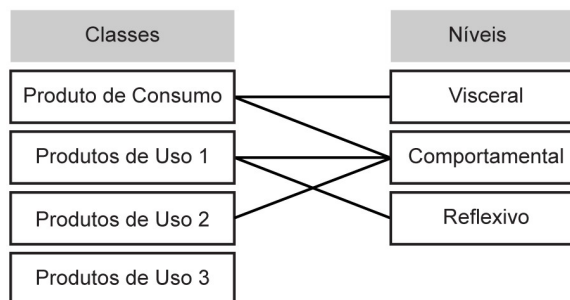 Classes
Níveis
Produto de Consumo
Visceral
Produtos de Uso 1
Comportamental
Produtos de Uso 2
Reflexivo
Produtos de Uso 3